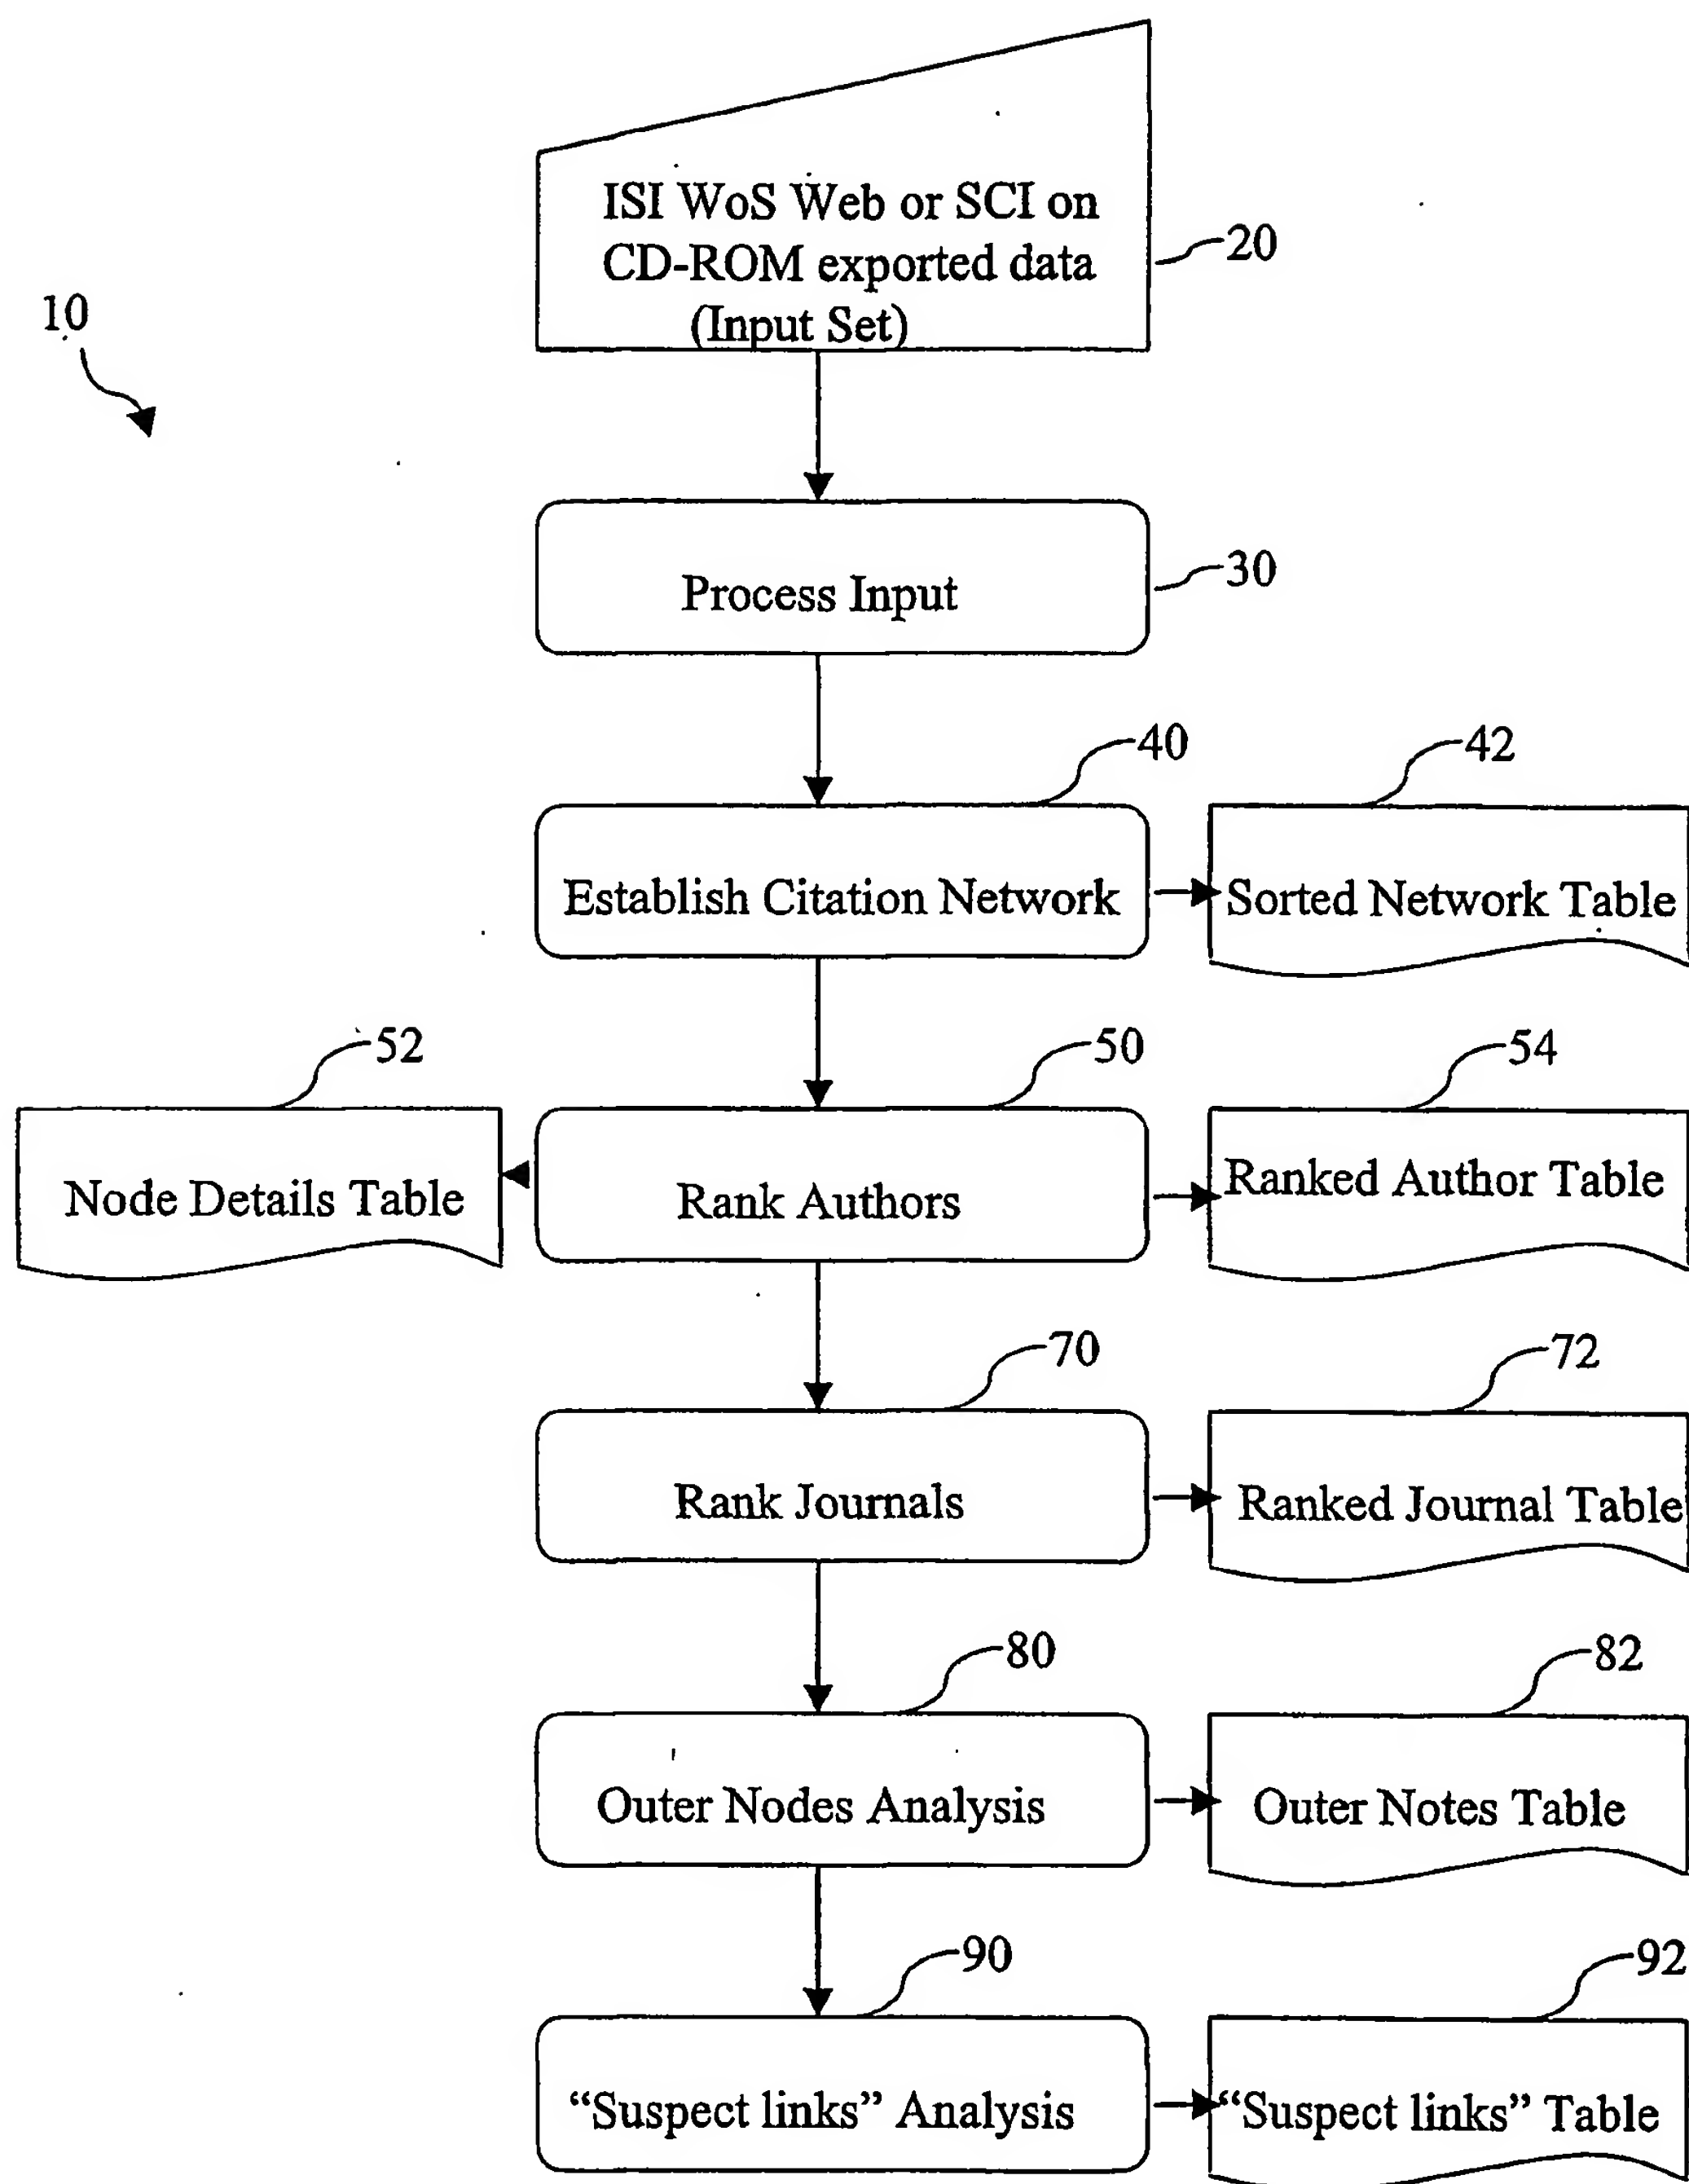 ISI WoS Web or SCI on
CD-ROM exported data
(Input Set)
20
10
Process Input
30
40
42
Establish Citation Network
Sorted Network Table
52
50
54
Node Details Table
Rank Authors
Ranked Author Table
70
72
Rank Journals
Ranked Journal Table
80
82
Outer Nodes Analysis
Outer Notes Table
90
92
“Suspect links” Analysis
“Suspect links” Table